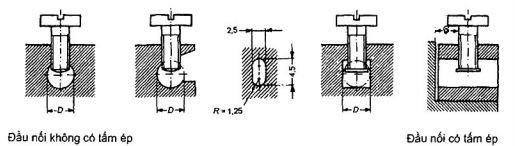 2,5
g
4,5
D
D
R = 1,25
D
Đầu nối không có tấm ép
Đầu nối có tấm ép